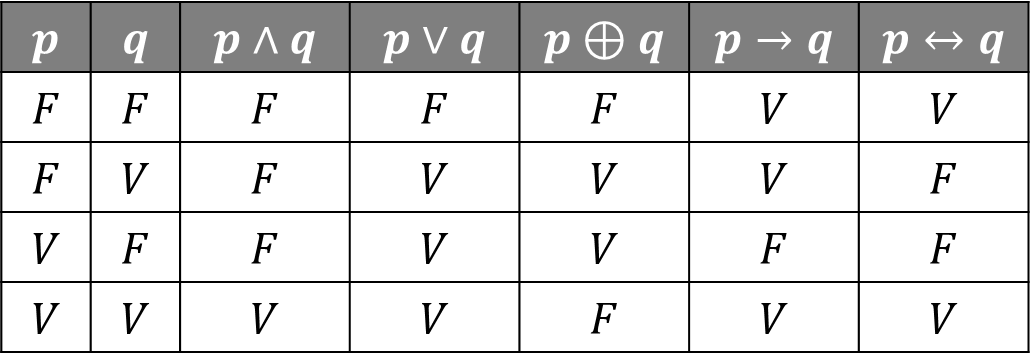 p q p ∧ q p ∨ q p ⊕ q p → q p ↔ q
F F F F F V V
F V F V V V F
V F F V V F F
V V V V F V V